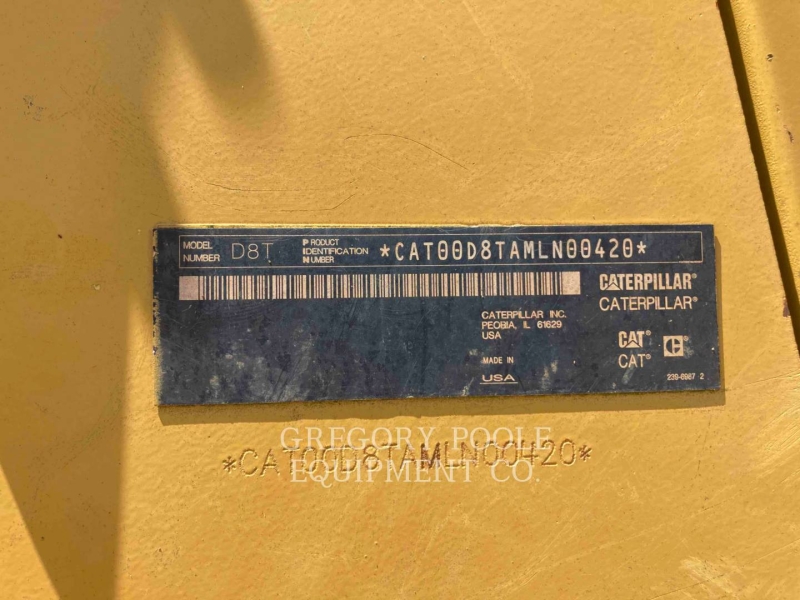 MODEL NUMBER D8T PRODUCT IDENTIFICATION NUMBER *CAT00D8TAMLN00420*
CATERPILLAR®
CATERPILLAR®
CATERPILLAR INC.
PEORIA, IL 61629
USA
CAT® C®
CAT®
MADE IN
USA
239-6987 2
GREGORY POOLE
*CAT00D8TAMLN00420*
EQUIPMENT CO.